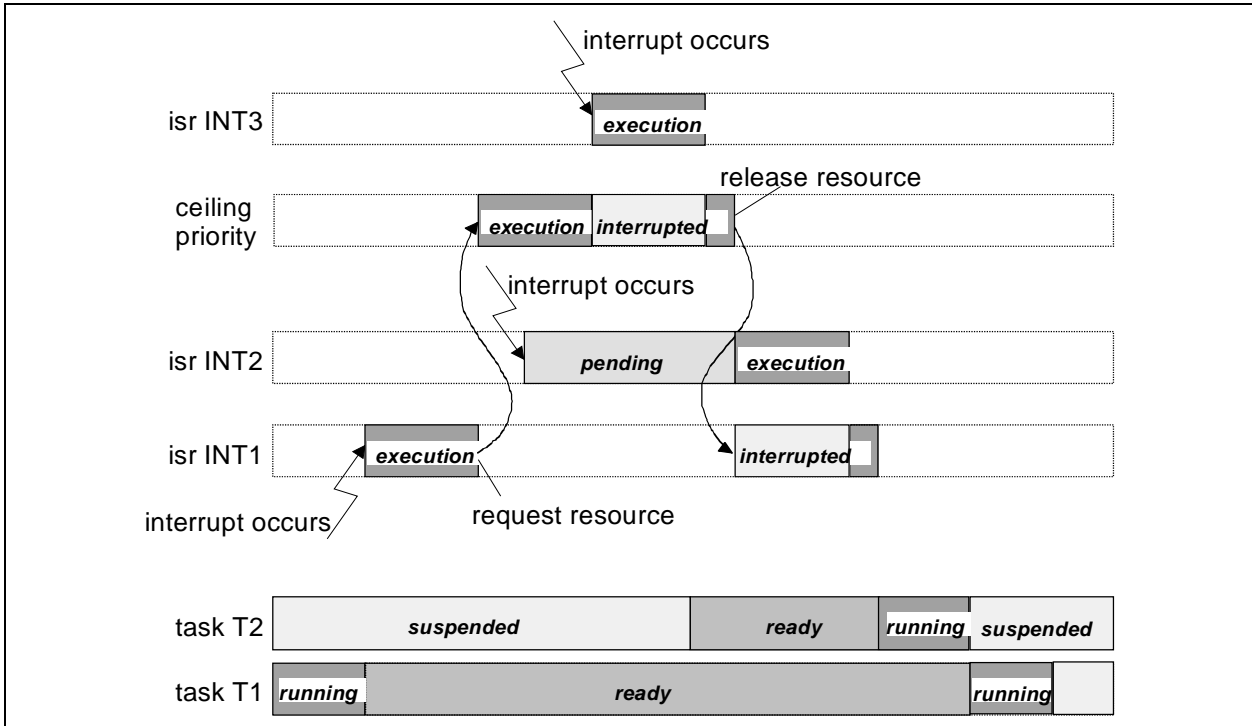 interrupt occurs
isr INT3
execution
release resource
ceiling
priority
execution
interrupted
interrupt occurs
isr INT2
pending
execution
isr INT1
execution
interrupted
interrupt occurs
request resource
task T2
suspended
ready
running
suspended
task T1
running
ready
running